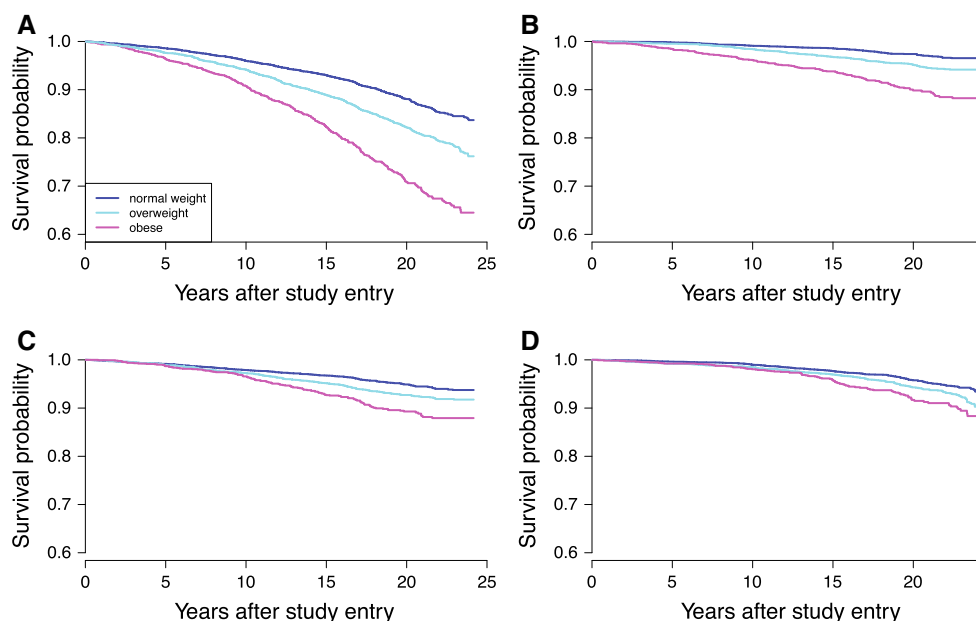 A
Survival probability
1.0
0.9
0.8
0.7
0.6
normal weight
overweight
obese
0 5 10 15 20 25
Years after study entry
B
Survival probability
1.0
0.9
0.8
0.7
0.6
0 5 10 15 20
Years after study entry
C
Survival probability
1.0
0.9
0.8
0.7
0.6
0 5 10 15 20 25
Years after study entry
D
Survival probability
1.0
0.9
0.8
0.7
0.6
0 5 10 15 20
Years after study entry